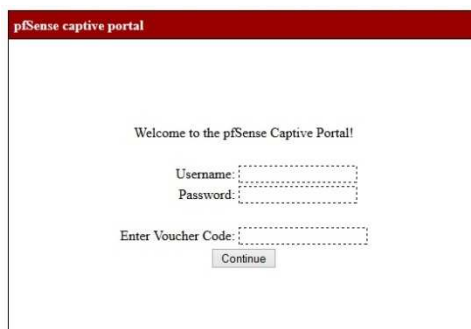 pfSense captive portal
Welcome to the pfSense Captive Portal!
Username:
Password:
Enter Voucher Code:
Continue